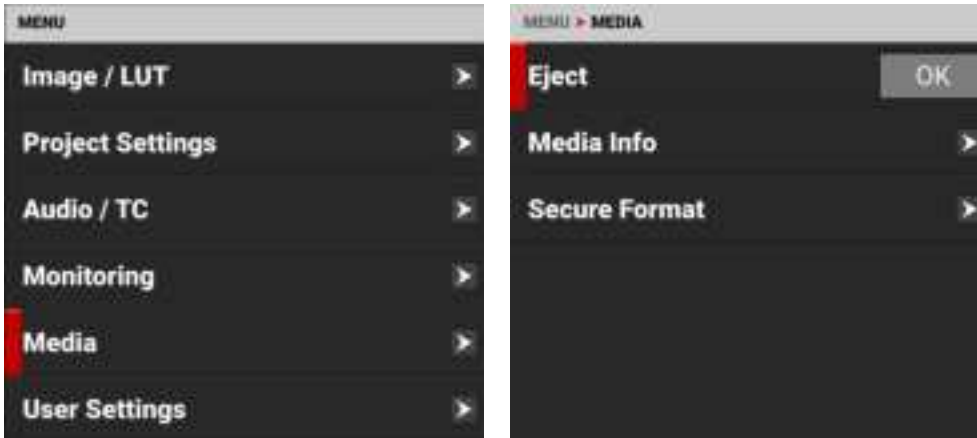 MENU
Image / LUT
Project Settings
Audio / TC
Monitoring
Media
User Settings
MENU ➤ MEDIA
Eject OK
Media Info
Secure Format